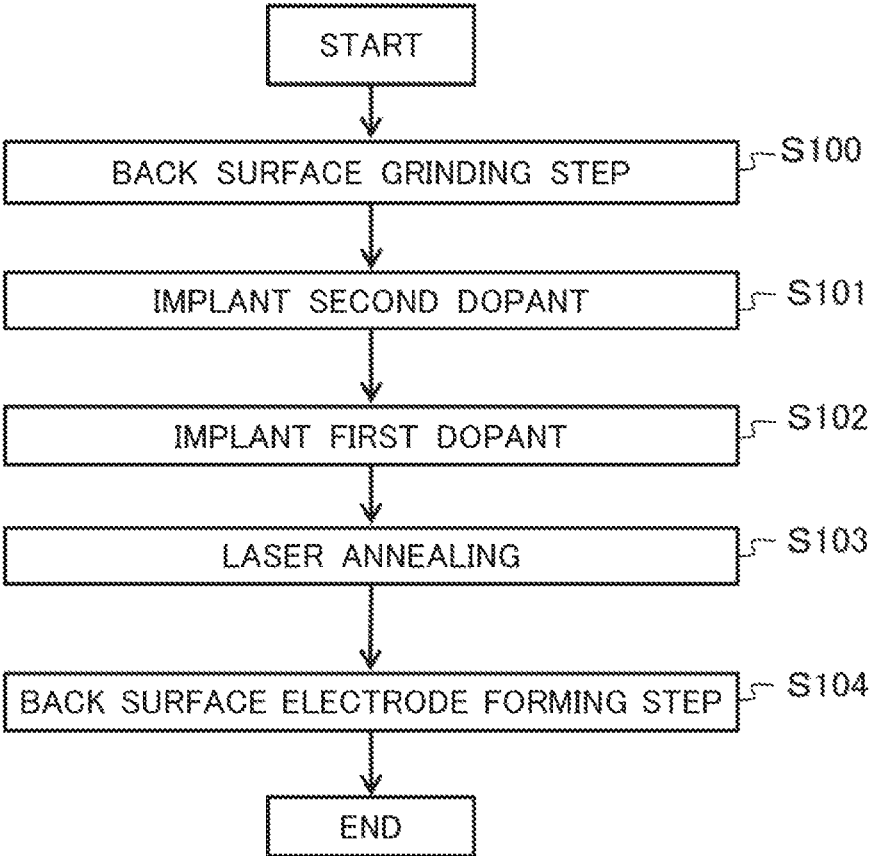 START
BACK SURFACE GRINDING STEP
S100
IMPLANT SECOND DOPANT
S101
IMPLANT FIRST DOPANT
S102
LASER ANNEALING
S103
BACK SURFACE ELECTRODE FORMING STEP
S104
END